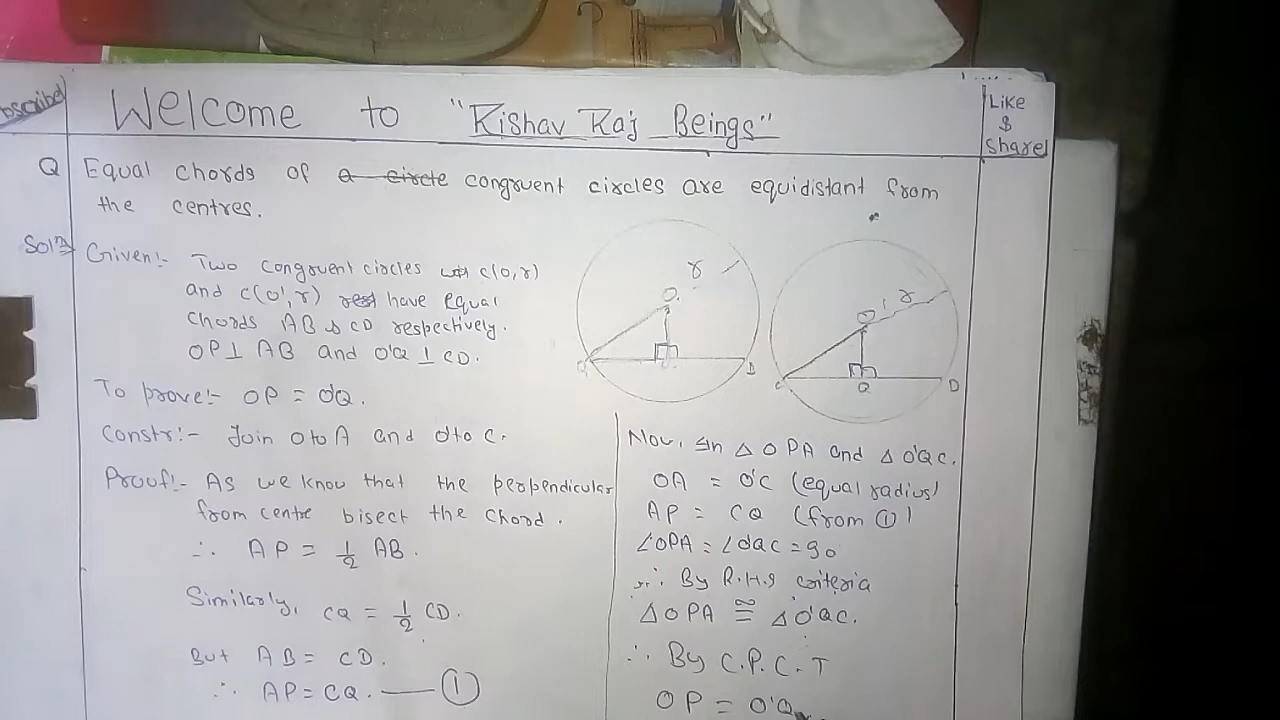 Welcome to "Rishav Raj Beings"
Like
&
Share
Q Equal chords of a circle congruent circles are equidistant from
the centres.
Soln
Given:- Two congruent circles C(O,r)
and C(O',r) have equal
chords AB & CD respectively.
OP ⊥ AB and O'Q ⊥ CD.
To prove:- OP = O'Q.
Constr:- Join O to A and O' to C.
Proof:- As we know that the perpendicular
from centre bisect the chord.
∴ AP = 1/2 AB.
Similarly, CQ = 1/2 CD.
But AB = CD.
∴ AP = CQ. —— ①
r
O
B
O' r
C
Q
D
Now, In △ OPA and △ O'QC.
OA = O'C (equal radius)
AP = CQ (from ①)
∠OPA = ∠O'QC = 90
∴ By R.H.S criteria
△OPA ≅ △O'QC.
∴ By C.P.C.T
OP = O'Q